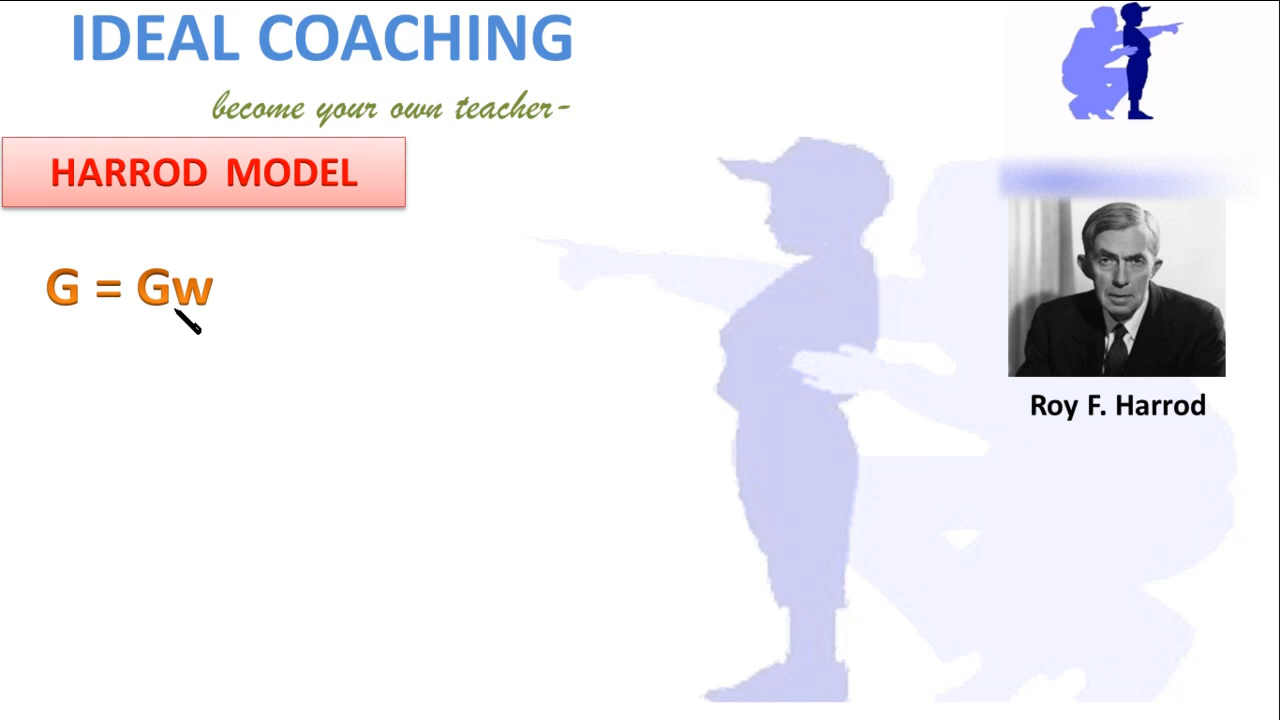 IDEAL COACHING
become your own teacher-
HARROD MODEL
G = Gw
Roy F. Harrod